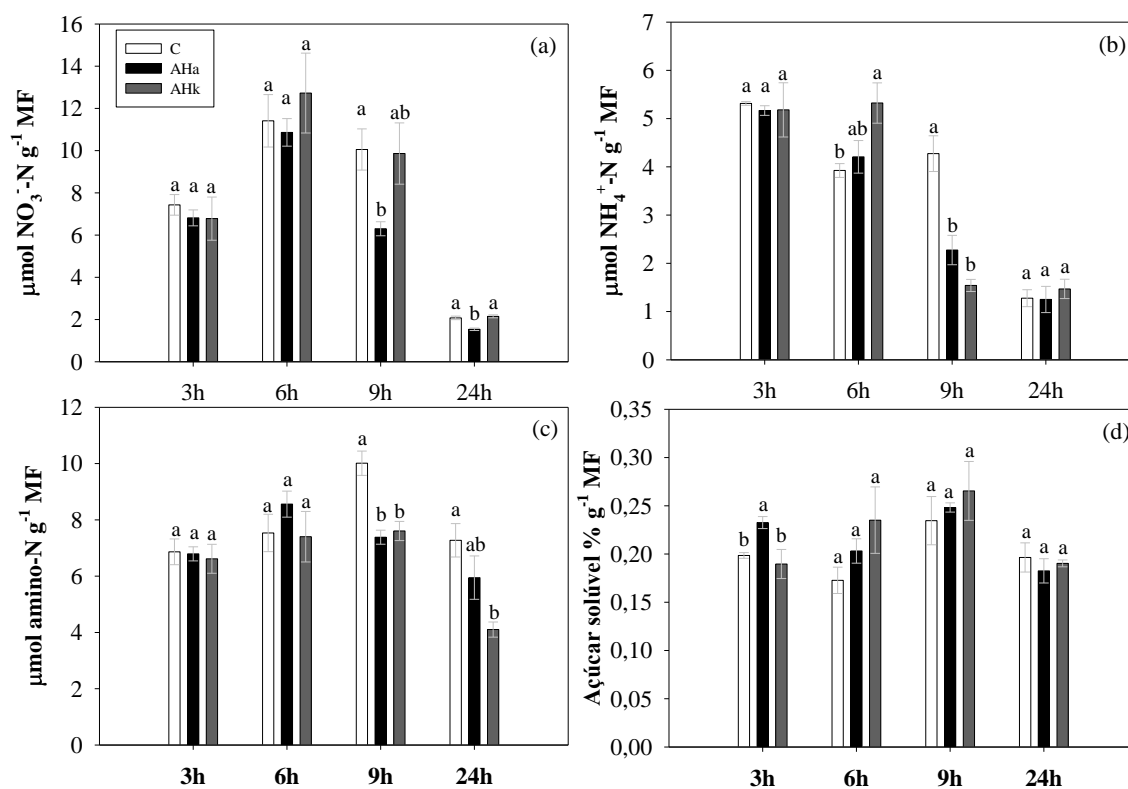 (a)
C
AHa
AHk
µmol NO3⁻-N g⁻¹ MF
16
14
12
10
8
6
4
2
0
a a a
a a a
a b ab
a b a
3h 6h 9h 24h
(b)
µmol NH4⁺-N g⁻¹ MF
7
6
5
4
3
2
1
0
a a a
b ab a
a b b
a a a
3h 6h 9h 24h
(c)
µmol amino-N g⁻¹ MF
12
10
8
6
4
2
0
a a a
a a a
a b b
a ab b
3h 6h 9h 24h
(d)
Açúcar solúvel % g⁻¹ MF
0,35
0,30
0,25
0,20
0,15
0,10
0,05
0,00
b a b
a a a
a a a
a a a
3h 6h 9h 24h